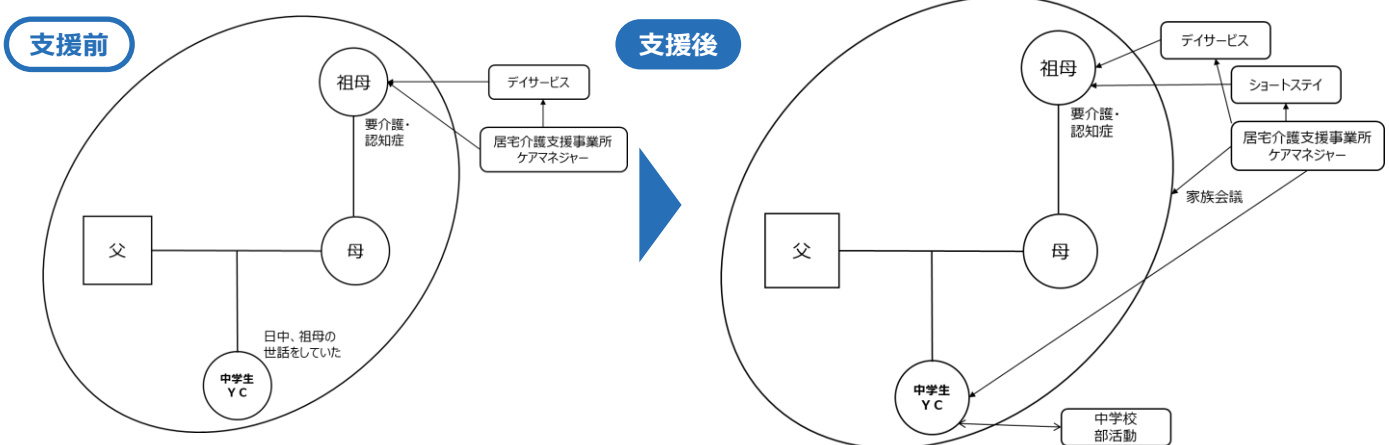 支援前
祖母
要介護・
認知症
デイサービス
居宅介護支援事業所
ケアマネジャー
父
母
日中、祖母の
世話をしていた
中学生
ＹＣ
支援後
祖母
要介護・
認知症
デイサービス
ショートステイ
居宅介護支援事業所
ケアマネジャー
家族会議
父
母
中学生
ＹＣ
中学校
部活動